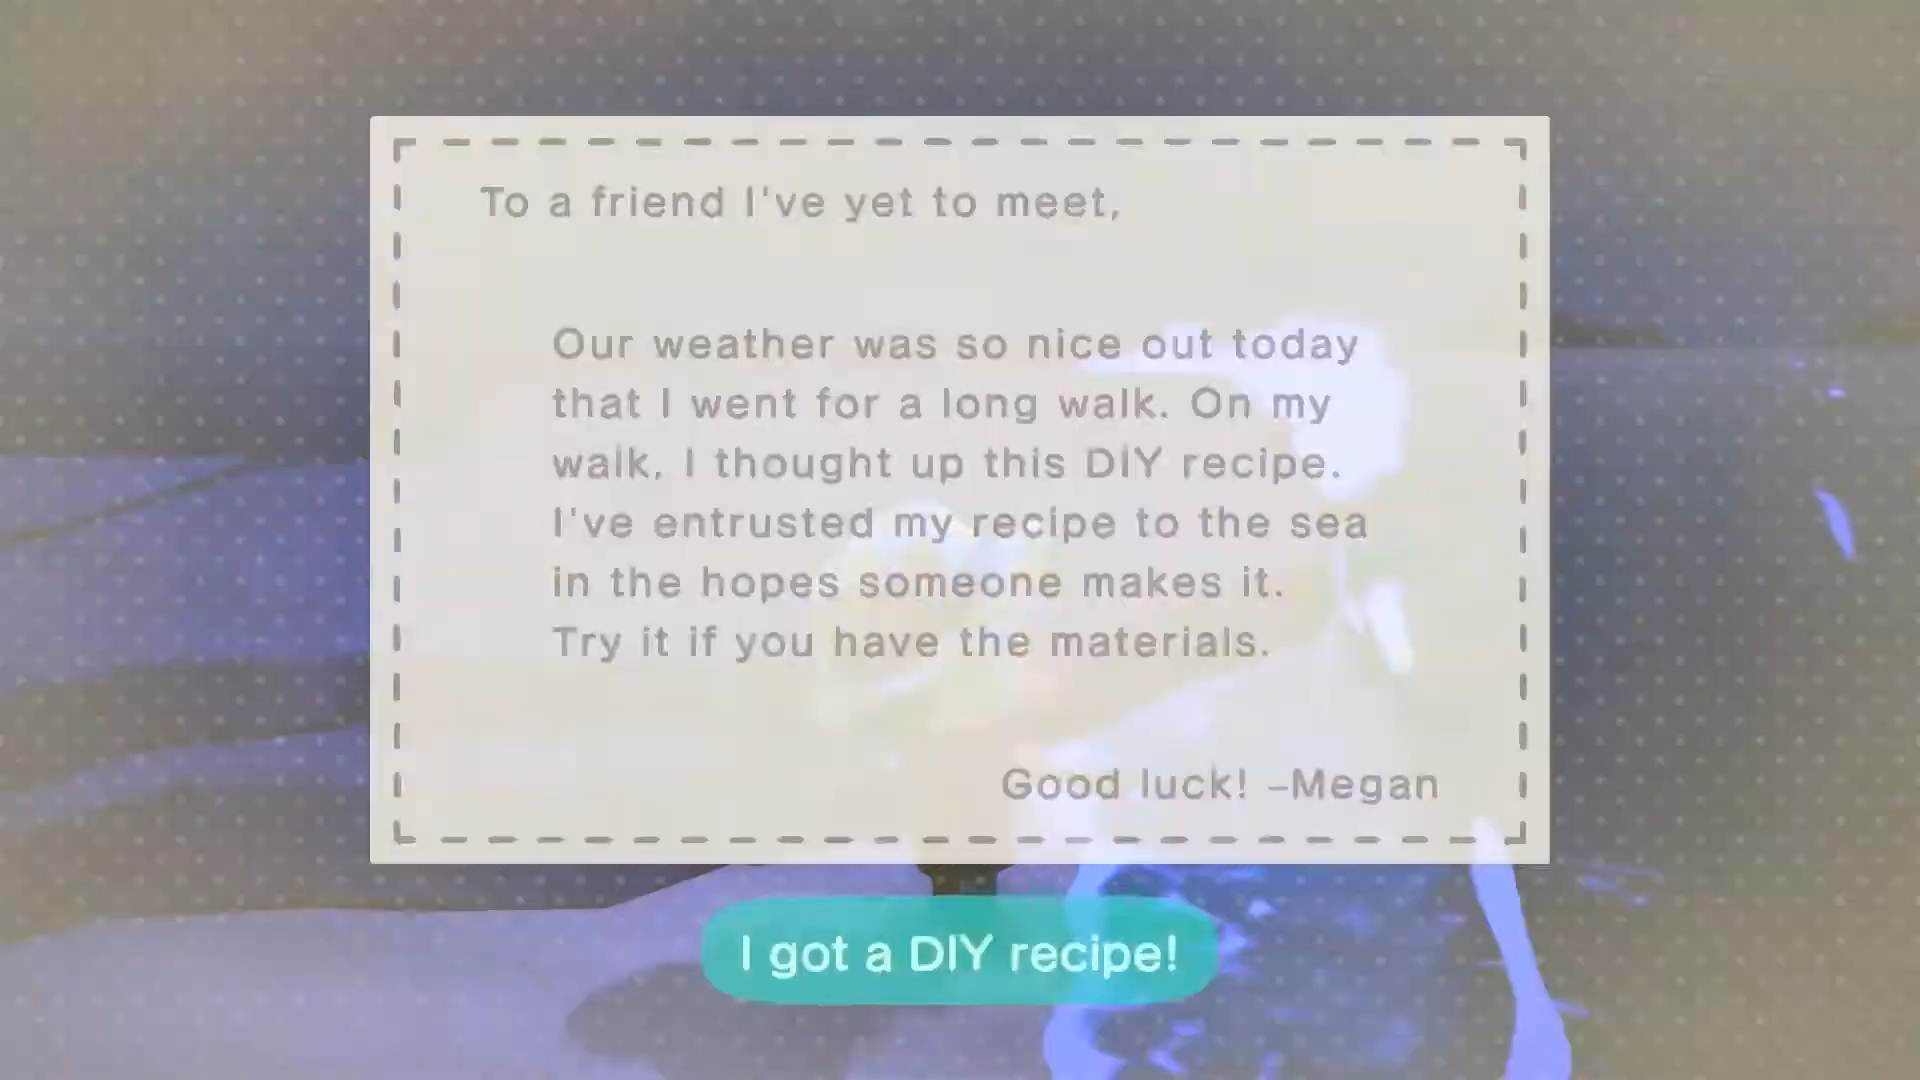 To a friend I've yet to meet,
Our weather was so nice out today
that I went for a long walk. On my
walk, I thought up this DIY recipe.
I've entrusted my recipe to the sea
in the hopes someone makes it.
Try it if you have the materials.
Good luck! –Megan
I got a DIY recipe!